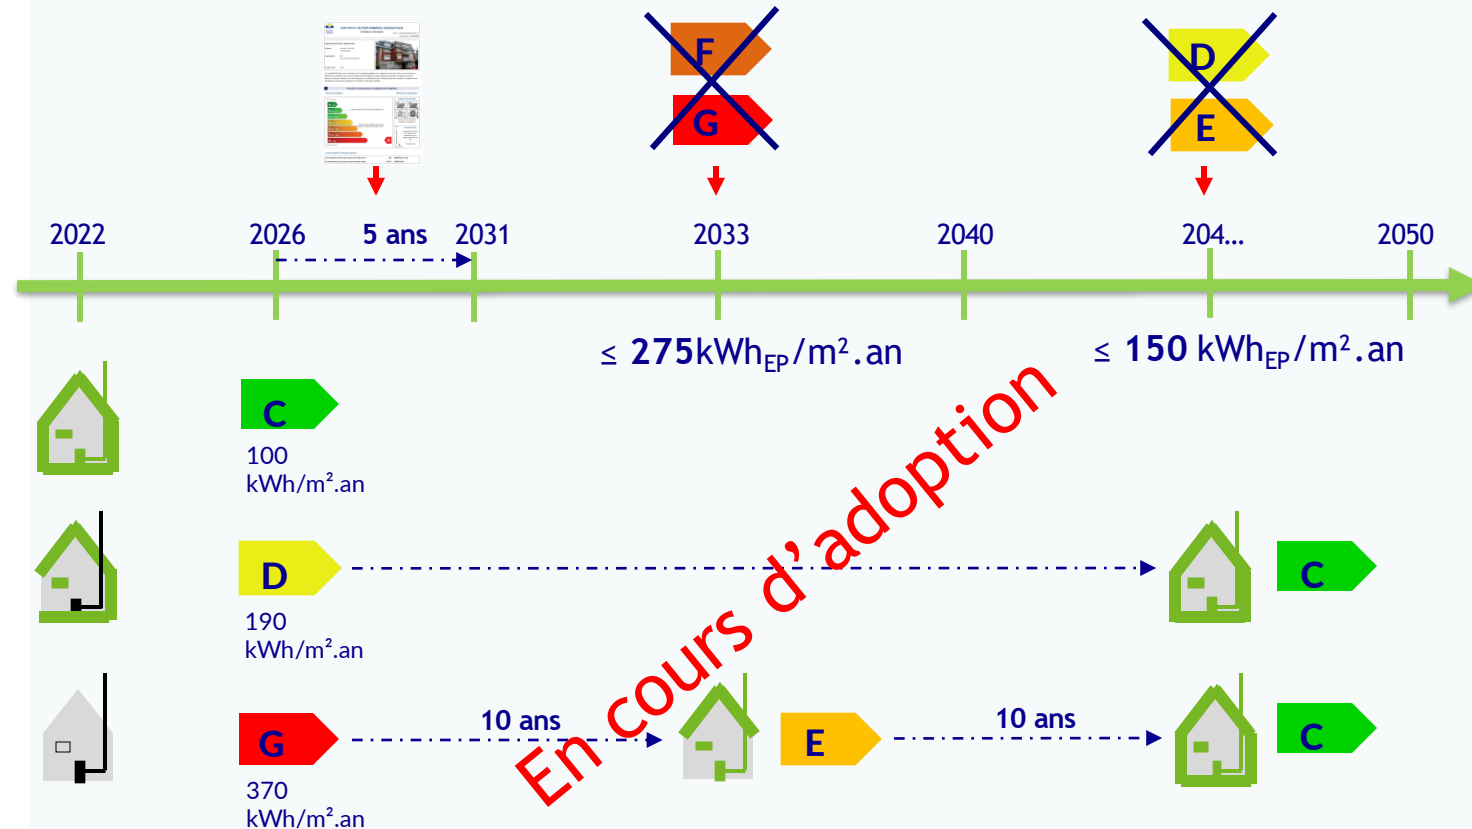 F
G
D
E
2022
2026
5 ans
2031
2033
2040
204...
2050
≤ 275kWhEP/m².an
≤ 150 kWhEP/m².an
C
100
kWh/m².an
D
190
kWh/m².an
C
G
370
kWh/m².an
10 ans
E
10 ans
C
En cours d’adoption